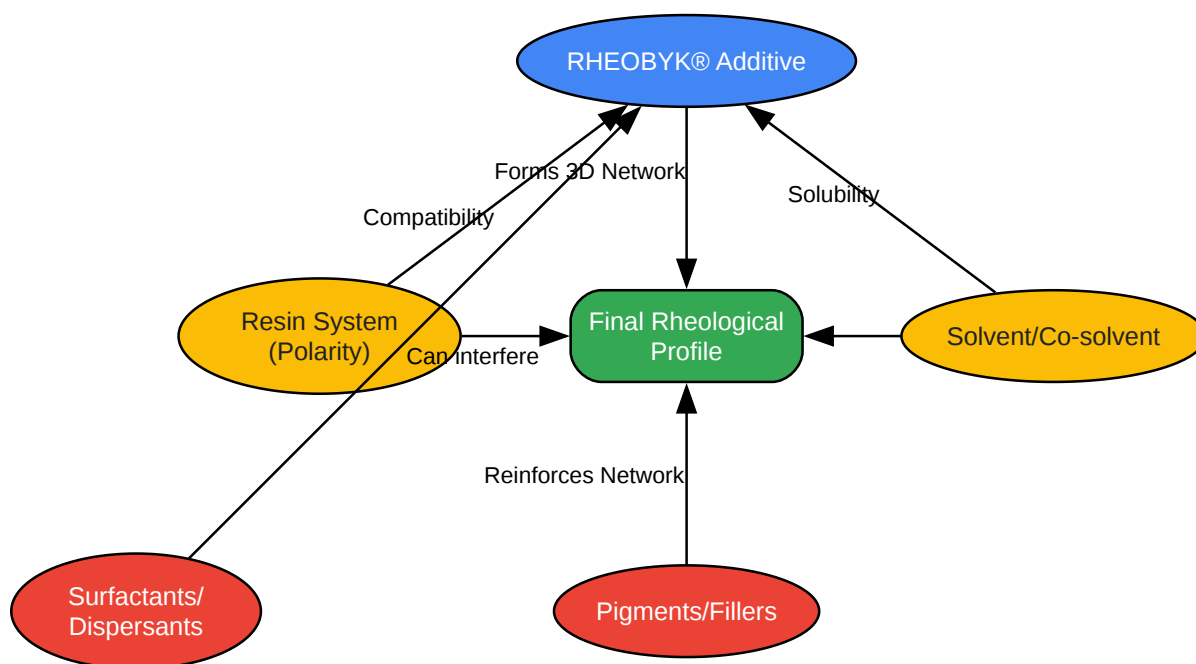 RHEOBYK® Additive
Forms 3D Network
Solubility
Compatibility
Resin System
(Polarity)
Final Rheological
Profile
Solvent/Co-solvent
Can interfere
Reinforces Network
Surfactants/
Dispersants
Pigments/Fillers